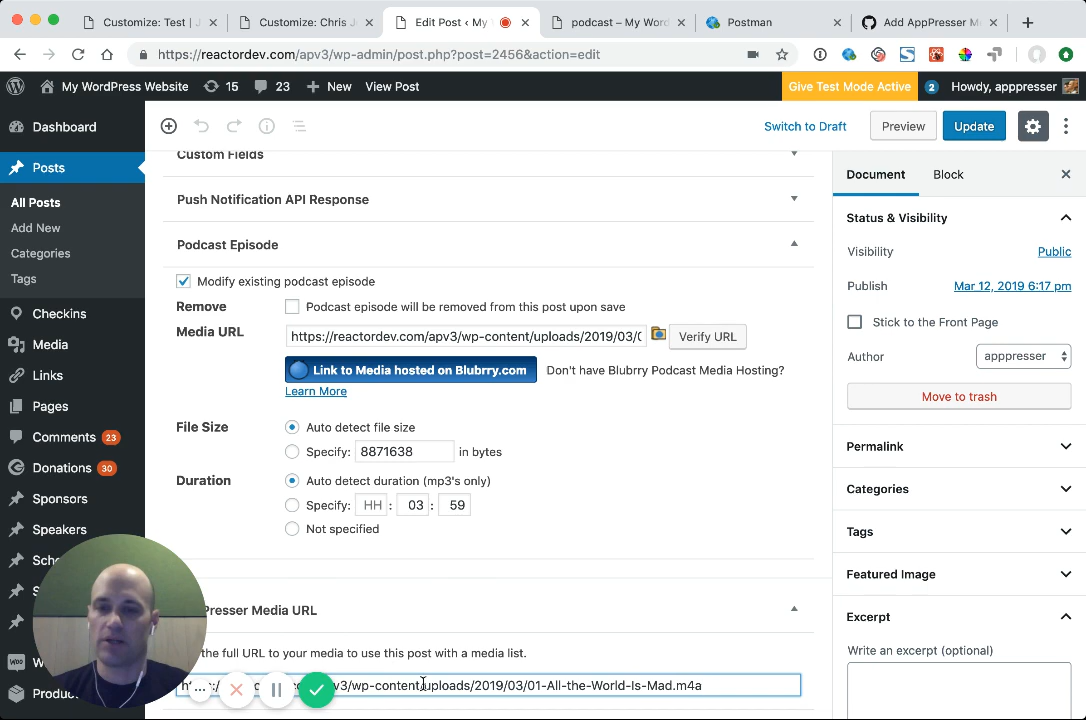 Customize: Test | J
Customize: Chris J
Edit Post ‹ My
podcast – My Wor
Postman
Add AppPresser M
https://reactordev.com/apv3/wp-admin/post.php?post=2456&action=edit
My WordPress Website
15
23
New
View Post
Give Test Mode Active
2
Howdy, apppresser
Dashboard
Posts
All Posts
Add New
Categories
Tags
Checkins
Media
Links
Pages
Comments 23
Donations 30
Sponsors
Speakers
Sch
S
W
Produc
Switch to Draft
Preview
Update
Custom Fields
Push Notification API Response
Podcast Episode
Modify existing podcast episode
Remove
Podcast episode will be removed from this post upon save
Media URL
https://reactordev.com/apv3/wp-content/uploads/2019/03/0
Verify URL
Link to Media hosted on Blubrry.com
Don't have Blubrry Podcast Media Hosting?
Learn More
File Size
Auto detect file size
Specify: 8871638 in bytes
Duration
Auto detect duration (mp3's only)
Specify: HH : 03 : 59
Not specified
Presser Media URL
the full URL to your media to use this post with a media list.
v3/wp-content/uploads/2019/03/01-All-the-World-Is-Mad.m4a
Document
Block
Status & Visibility
Visibility
Public
Publish
Mar 12, 2019 6:17 pm
Stick to the Front Page
Author
apppresser
Move to trash
Permalink
Categories
Tags
Featured Image
Excerpt
Write an excerpt (optional)